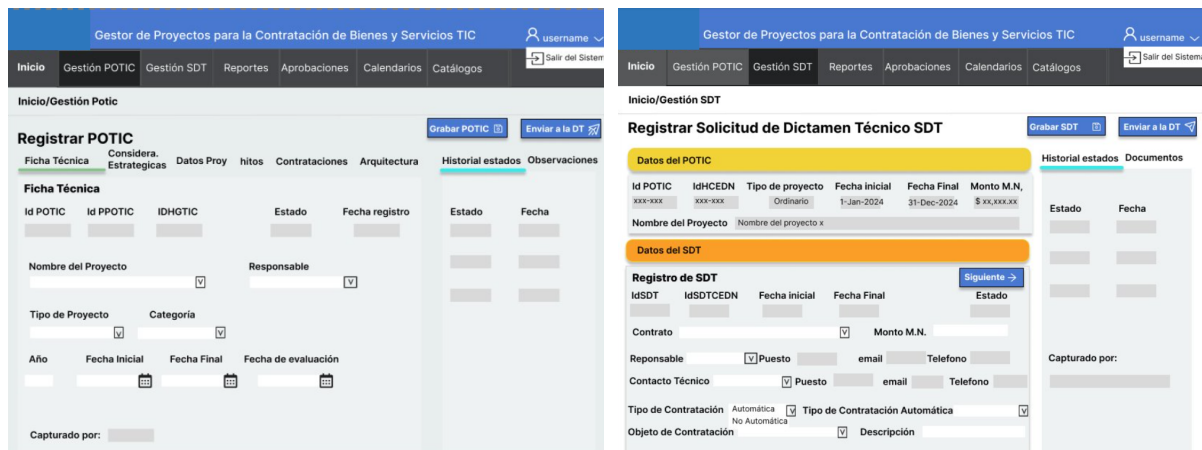 Gestor de Proyectos para la Contratación de Bienes y Servicios TIC
username
Salir del Sistem
Inicio Gestión POTIC Gestión SDT Reportes Aprobaciones Calendarios Catálogos
Inicio/Gestión Potic
Grabar POTIC Enviar a la DT
Registrar POTIC
Ficha Técnica Considera. Estrategicas Datos Proy hitos Contrataciones Arquitectura Historial estados Observaciones
Ficha Técnica
Id POTIC Id PPOTIC IDHGTIC Estado Fecha registro Estado Fecha
Nombre del Proyecto Responsable
V V
Tipo de Proyecto Categoría
V V
Año Fecha Inicial Fecha Final Fecha de evaluación
Capturado por:
Gestor de Proyectos para la Contratación de Bienes y Servicios TIC
username
Salir del Sistema
Inicio Gestión POTIC Gestión SDT Reportes Aprobaciones Calendarios Catálogos
Inicio/Gestión SDT
Registrar Solicitud de Dictamen Técnico SDT Grabar SDT Enviar a la DT
Datos del POTIC Historial estados Documentos
Id POTIC IdHCEDN Tipo de proyecto Fecha inicial Fecha Final Monto M.N,
xxx-xxx xxx-xxx Ordinario 1-Jan-2024 31-Dec-2024 $ xx,xxx.xx
Estado Fecha
Nombre del Proyecto Nombre del proyecto x
Datos del SDT
Registro de SDT Siguiente
IdSDT IdSDTCEDN Fecha inicial Fecha Final Estado
Contrato V Monto M.N.
Reponsable V Puesto email Telefono Capturado por:
Contacto Técnico V Puesto email Telefono
Tipo de Contratación Automática V Tipo de Contratación Automática V
No Automática
Objeto de Contratación V Descripción